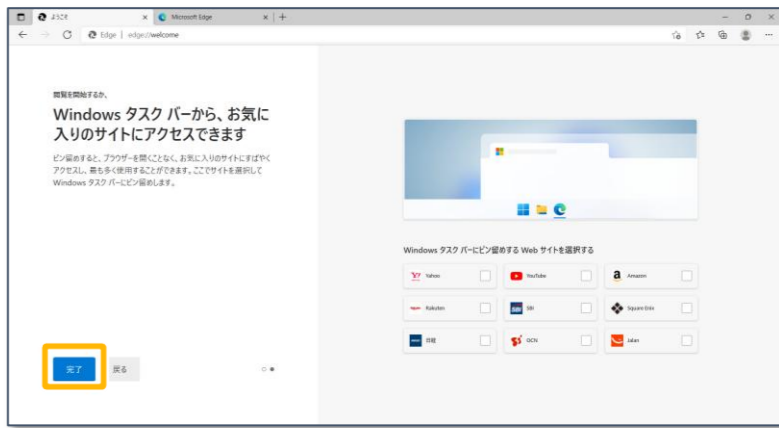 ようこそ
Microsoft Edge
Edge | edge://welcome
閲覧を開始するか、
Windows タスク バーから、お気に
入りのサイトにアクセスできます
ピン留めすると、ブラウザーを開くことなく、お気に入りのサイトにすばやく
アクセスし、最も多く使用することができます。ここでサイトを選択して
Windows タスク バーにピン留めします。
Windows タスク バーにピン留めする Web サイトを選択する
Yahoo
YouTube
Amazon
Rakuten
SBI
Square Enix
日経
OCN
Jalan
完了
戻る